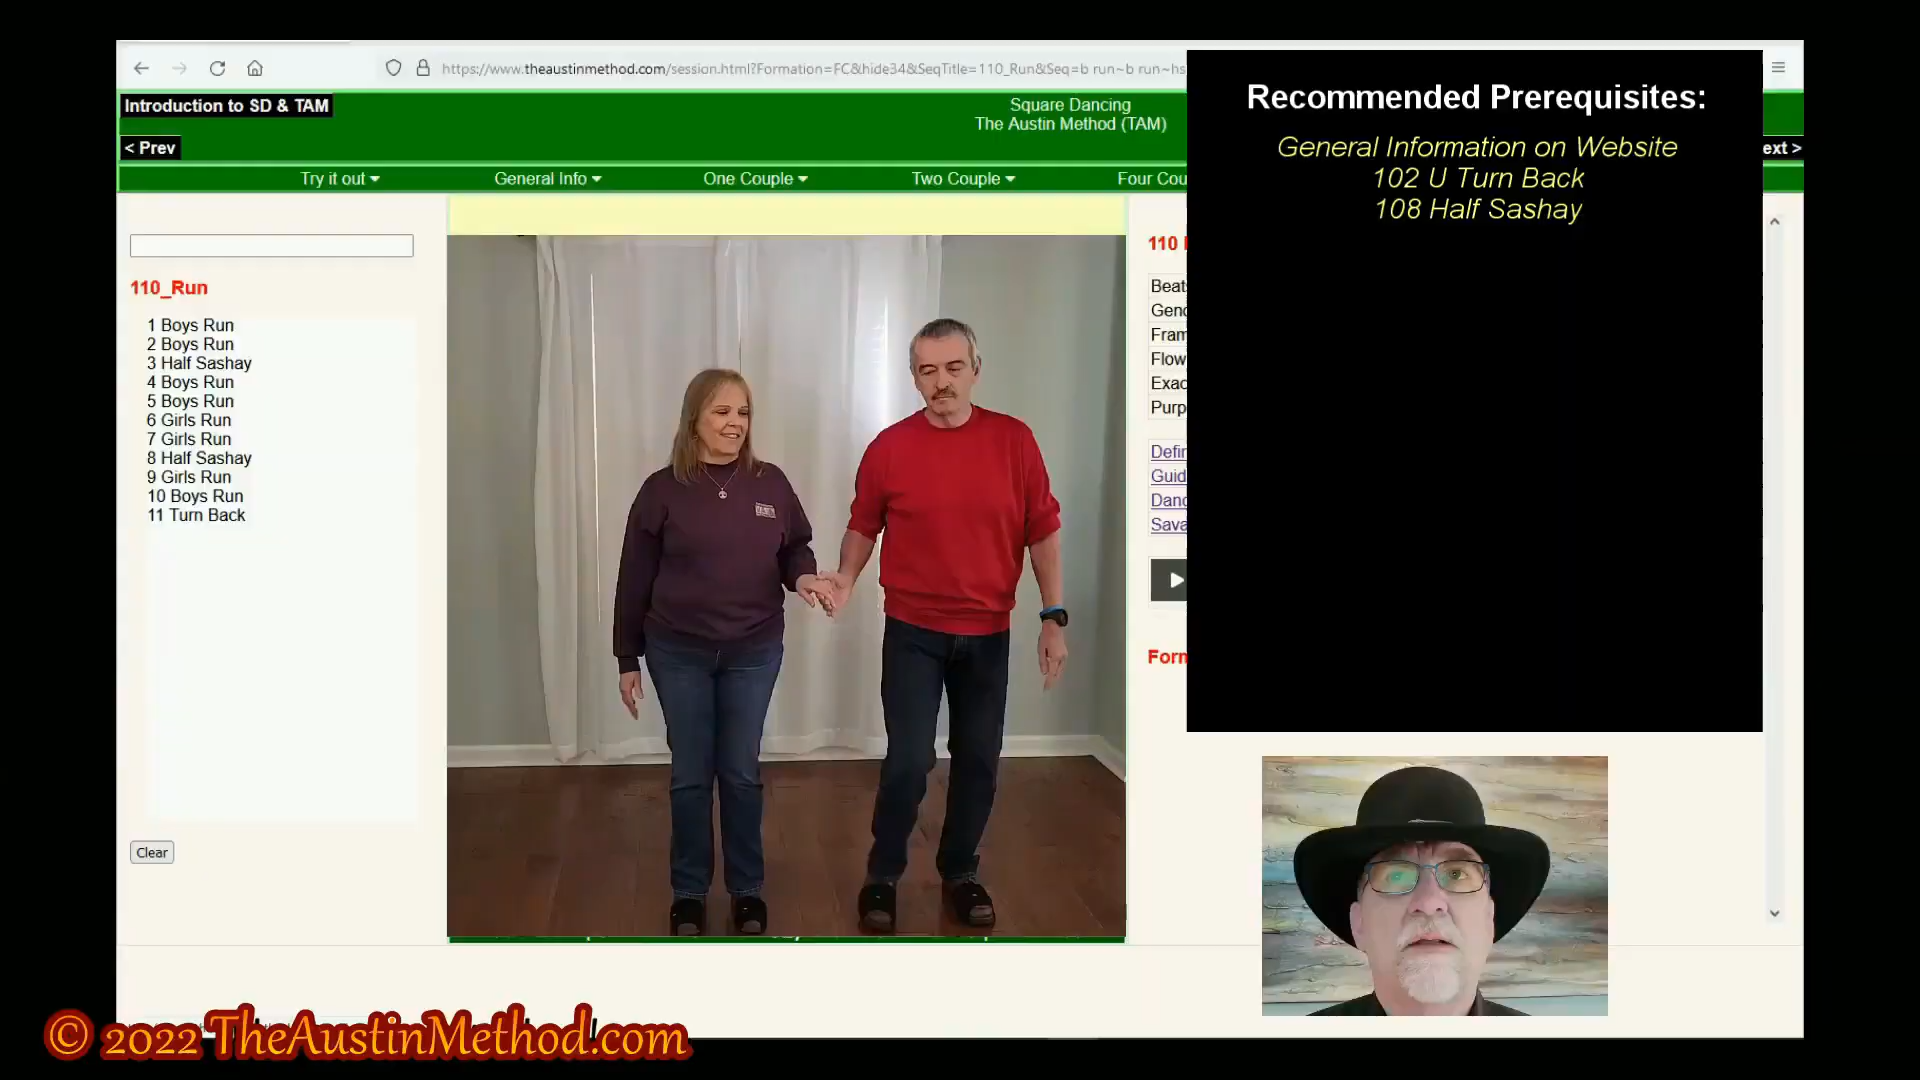 https://www.theaustinmethod.com/session.html?Formation=FC&hide34&SeqTitle=110_Run&Seq=b run~b run~hs
Introduction to SD & TAM
Square Dancing
The Austin Method (TAM)
< Prev
ext >
Try it out
General Info
One Couple
Two Couple
Four Cou
110_Run
1 Boys Run
2 Boys Run
3 Half Sashay
4 Boys Run
5 Boys Run
6 Girls Run
7 Girls Run
8 Half Sashay
9 Girls Run
10 Boys Run
11 Turn Back
Clear
110
Beat
Gend
Fram
Flow
Exac
Purp
Defin
Guid
Danc
Sava
Form
Recommended Prerequisites:
General Information on Website
102 U Turn Back
108 Half Sashay
© 2022 TheAustinMethod.com